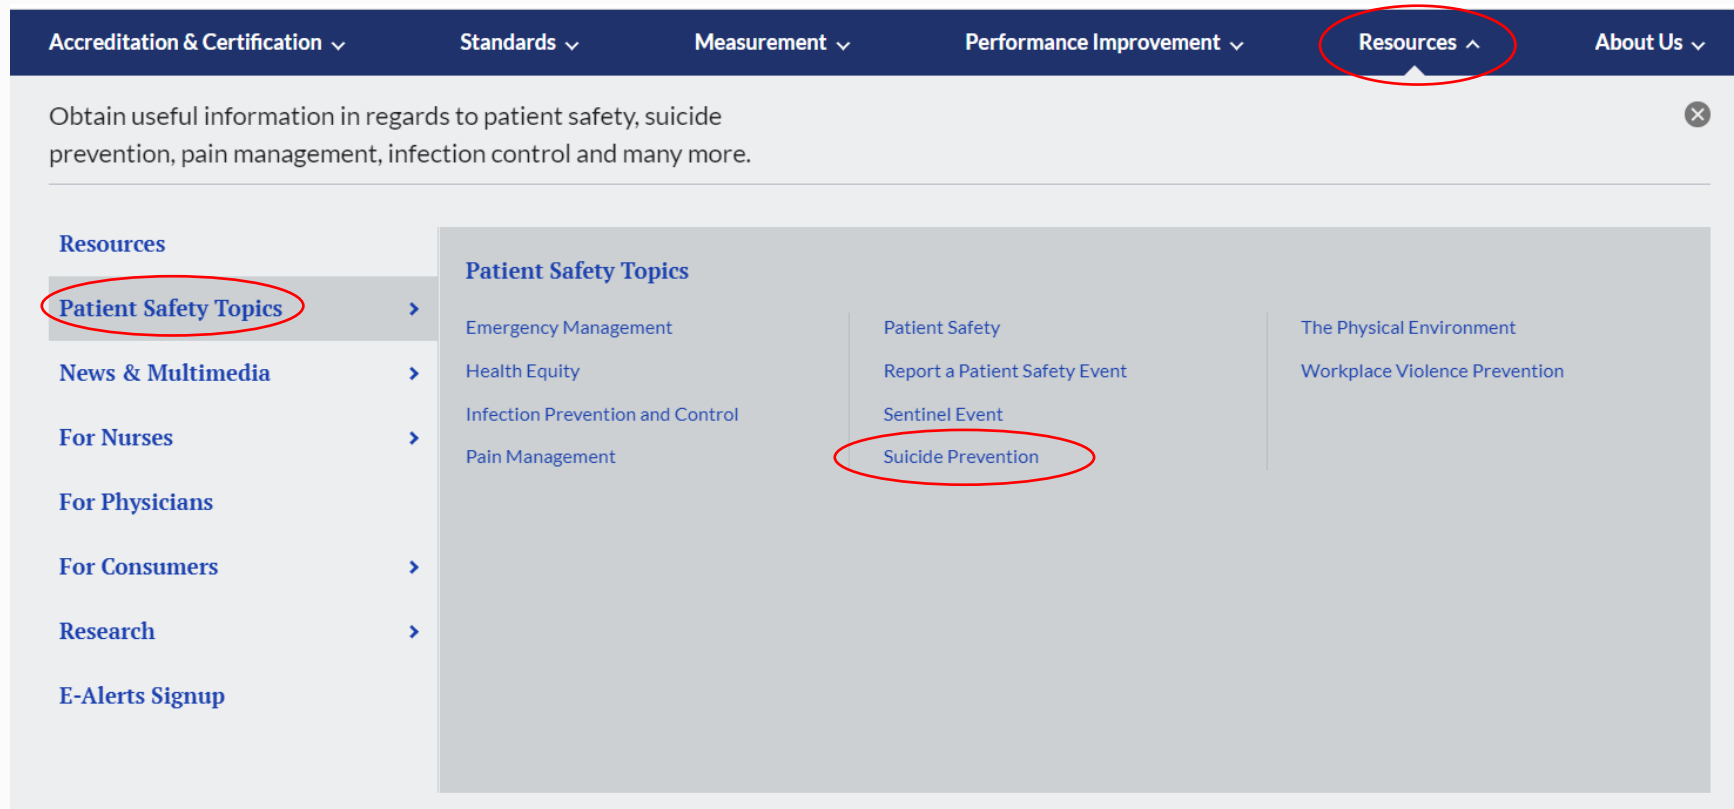 Accreditation & Certification
Standards
Measurement
Performance Improvement
Resources
About Us
Obtain useful information in regards to patient safety, suicide
prevention, pain management, infection control and many more.
Resources
Patient Safety Topics
News & Multimedia
For Nurses
For Physicians
For Consumers
Research
E-Alerts Signup
Patient Safety Topics
Emergency Management
Health Equity
Infection Prevention and Control
Pain Management
Patient Safety
Report a Patient Safety Event
Sentinel Event
Suicide Prevention
The Physical Environment
Workplace Violence Prevention